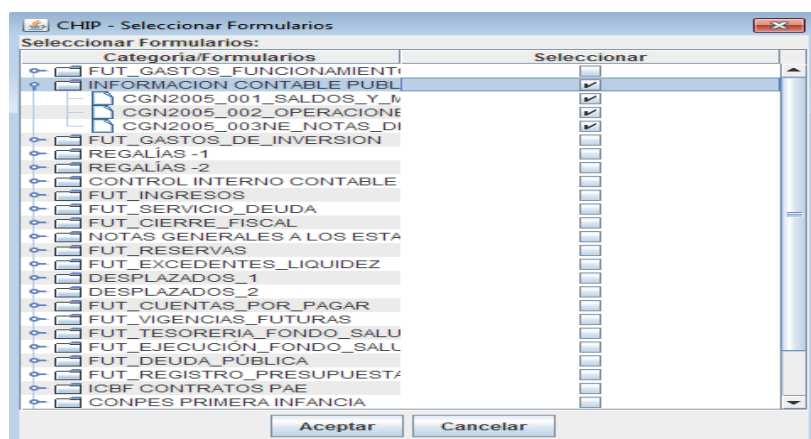 CHIP - Seleccionar Formularios
Seleccionar Formularios:
Categoría/Formularios Seleccionar
FUT_GASTOS_FUNCIONAMIENT
INFORMACION CONTABLE PUBL
CGN2005_001_SALDOS_Y_M
CGN2005_002_OPERACIONE
CGN2005_003NE_NOTAS_DI
FUT_GASTOS_DE_INVERSION
REGALÍAS -1
REGALÍAS -2
CONTROL INTERNO CONTABLE
FUT_INGRESOS
FUT_SERVICIO_DEUDA
FUT_CIERRE_FISCAL
NOTAS GENERALES A LOS ESTA
FUT_RESERVAS
FUT_EXCEDENTES_LIQUIDEZ
DESPLAZADOS_1
DESPLAZADOS_2
FUT_CUENTAS_POR_PAGAR
FUT_VIGENCIAS_FUTURAS
FUT_TESORERIA_FONDO_SALU
FUT_EJECUCIÓN_FONDO_SALU
FUT_DEUDA_PÚBLICA
FUT_REGISTRO_PRESUPUESTA
ICBF CONTRATOS PAE
CONPES PRIMERA INFANCIA
Aceptar Cancelar